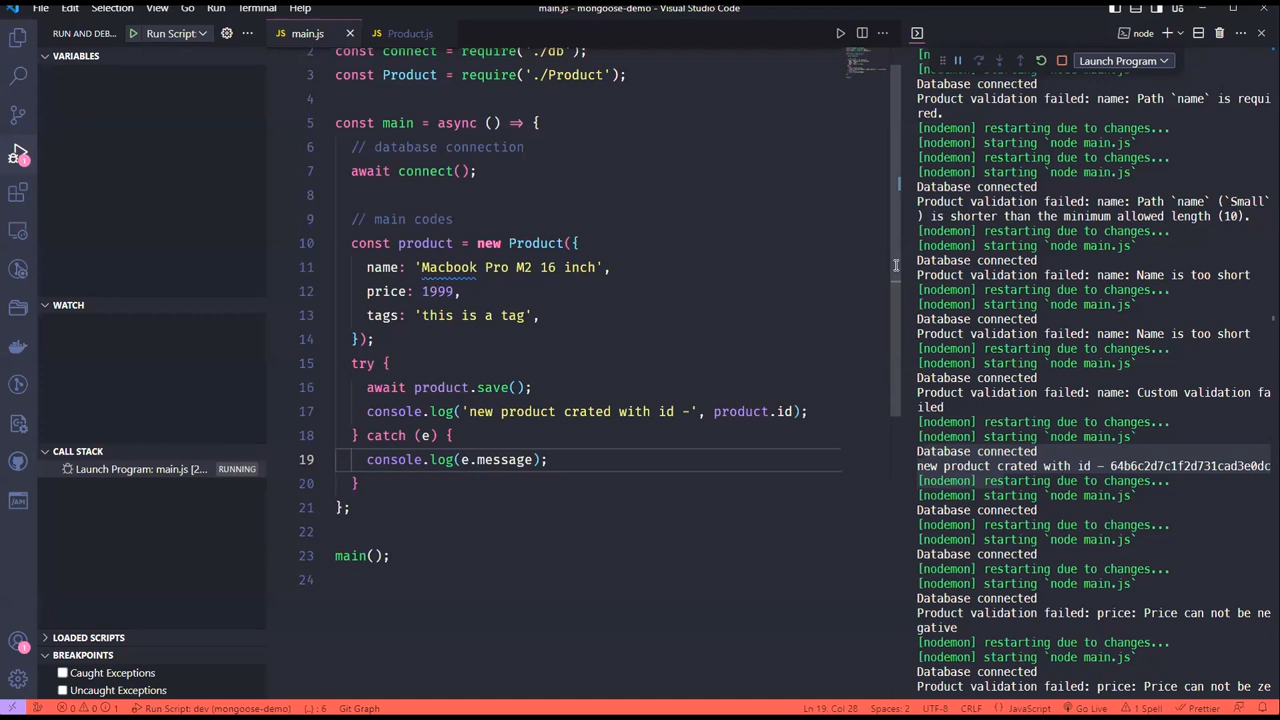 File Edit Selection View Go Run Terminal Help
main.js - mongoose-demo - Visual Studio Code
RUN AND DEB... Run Script: ...
VARIABLES
WATCH
CALL STACK
Launch Program: main.js [2... RUNNING
LOADED SCRIPTS
BREAKPOINTS
Caught Exceptions
Uncaught Exceptions
JS main.js
JS Product.js
2 const connect = require('./db')
3 const Product = require('./Product');
4
5 const main = async () => {
6 // database connection
7 await connect();
8
9 // main codes
10 const product = new Product({
11 name: 'Macbook Pro M2 16 inch',
12 price: 1999,
13 tags: 'this is a tag',
14 });
15 try {
16 await product.save();
17 console.log('new product crated with id -', product.id);
18 } catch (e) {
19 console.log(e.message);
20 }
21 };
22
23 main();
24
node
Launch Program
Database connected
Product validation failed: name: Path `name` is requi
red.
[nodemon] restarting due to changes...
[nodemon] starting `node main.js`
[nodemon] restarting due to changes...
[nodemon] starting `node main.js`
Database connected
Product validation failed: name: Path `name` (`Small`
) is shorter than the minimum allowed length (10).
[nodemon] restarting due to changes...
[nodemon] starting `node main.js`
Database connected
Product validation failed: name: Name is too short
[nodemon] restarting due to changes...
[nodemon] starting `node main.js`
Database connected
Product validation failed: name: Name is too short
[nodemon] restarting due to changes...
[nodemon] starting `node main.js`
Database connected
Product validation failed: name: Custom validation fa
iled
[nodemon] restarting due to changes...
[nodemon] starting `node main.js`
Database connected
new product crated with id - 64b6c2d7c1f2d731cad3e0dc
[nodemon] restarting due to changes...
[nodemon] starting `node main.js`
Database connected
[nodemon] restarting due to changes...
[nodemon] starting `node main.js`
Database connected
[nodemon] restarting due to changes...
[nodemon] starting `node main.js`
Database connected
Product validation failed: price: Price can not be ne
gative
[nodemon] restarting due to changes...
[nodemon] starting `node main.js`
Database connected
Product validation failed: price: Price can not be ze
0 0 1 Run Script: dev (mongoose-demo) {..} : 6 Git Graph
Ln 19, Col 28 Spaces: 2 UTF-8 CRLF {} JavaScript Go Live 1 Spell Prettier